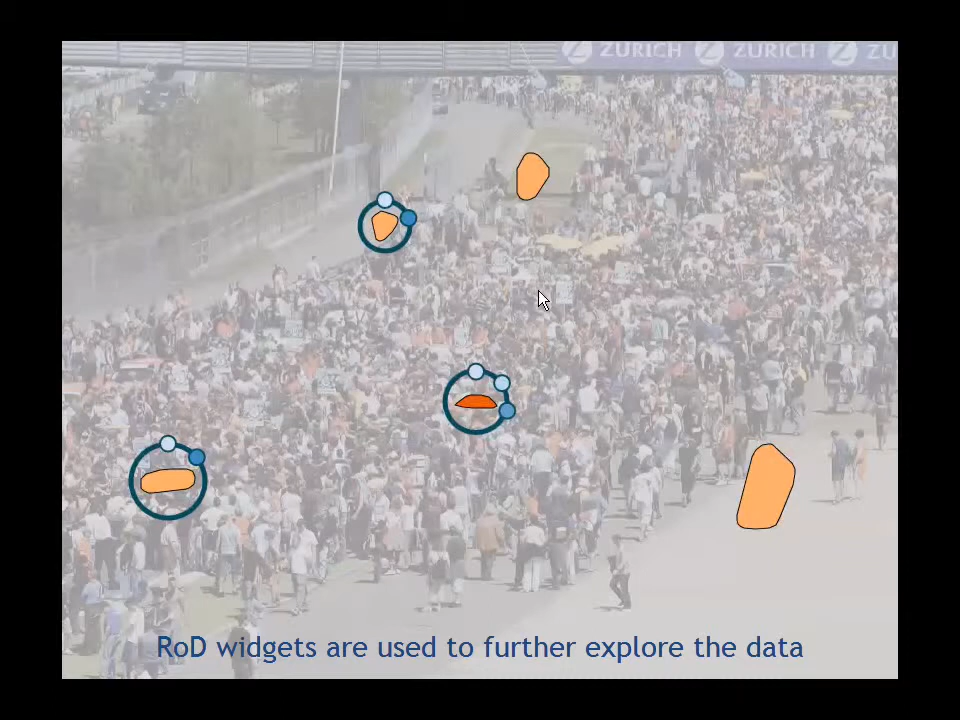 ZURICH ZURICH ZU
RoD widgets are used to further explore the data